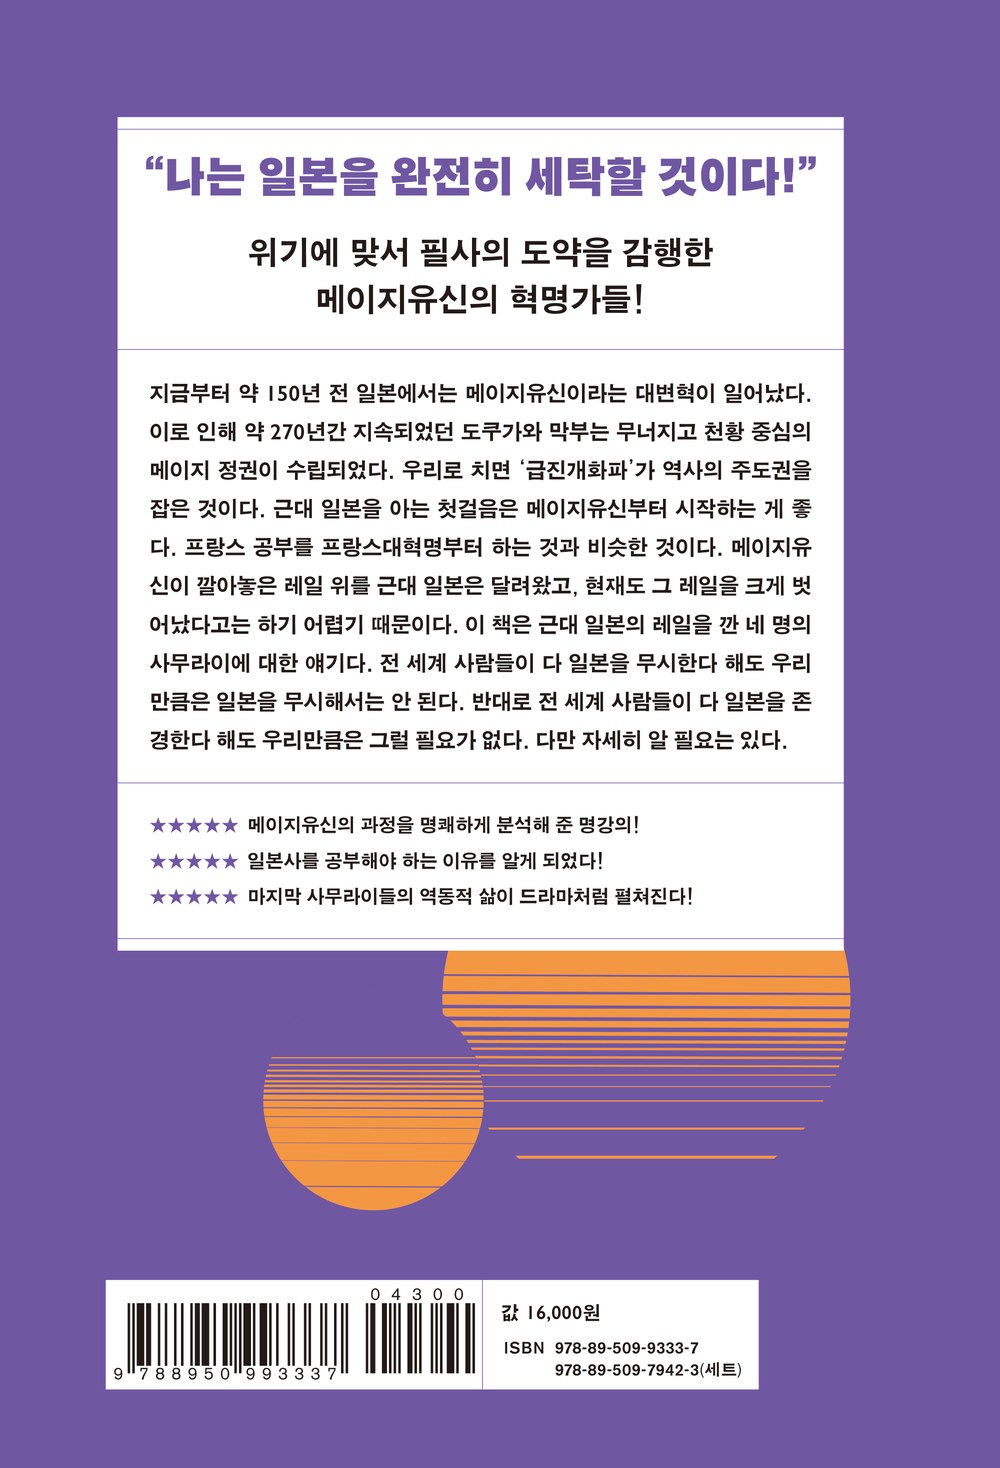 “나는 일본을 완전히 세탁할 것이다!”
위기에 맞서 필사의 도약을 감행한
메이지유신의 혁명가들!
지금부터 약 150년 전 일본에서는 메이지유신이라는 대변혁이 일어났다.
이로 인해 약 270년간 지속되었던 도쿠가와 막부는 무너지고 천황 중심의
메이지 정권이 수립되었다. 우리로 치면 ‘급진개화파’가 역사의 주도권을
잡은 것이다. 근대 일본을 아는 첫걸음은 메이지유신부터 시작하는 게 좋
다. 프랑스 공부를 프랑스대혁명부터 하는 것과 비슷한 것이다. 메이지유
신이 깔아놓은 레일 위를 근대 일본은 달려왔고, 현재도 그 레일을 크게 벗
어났다고는 하기 어렵기 때문이다. 이 책은 근대 일본의 레일을 깐 네 명의
사무라이에 대한 얘기다. 전 세계 사람들이 다 일본을 무시한다 해도 우리
만큼은 일본을 무시해서는 안 된다. 반대로 전 세계 사람들이 다 일본을 존
경한다 해도 우리만큼은 그럴 필요가 없다. 다만 자세히 알 필요는 있다.
★★★★★ 메이지유신의 과정을 명쾌하게 분석해 준 명강의!
★★★★★ 일본사를 공부해야 하는 이유를 알게 되었다!
★★★★★ 마지막 사무라이들의 역동적 삶이 드라마처럼 펼쳐진다!
04300
9 788950 993337
값 16,000원
ISBN 978-89-509-9333-7
978-89-509-7942-3(세트)